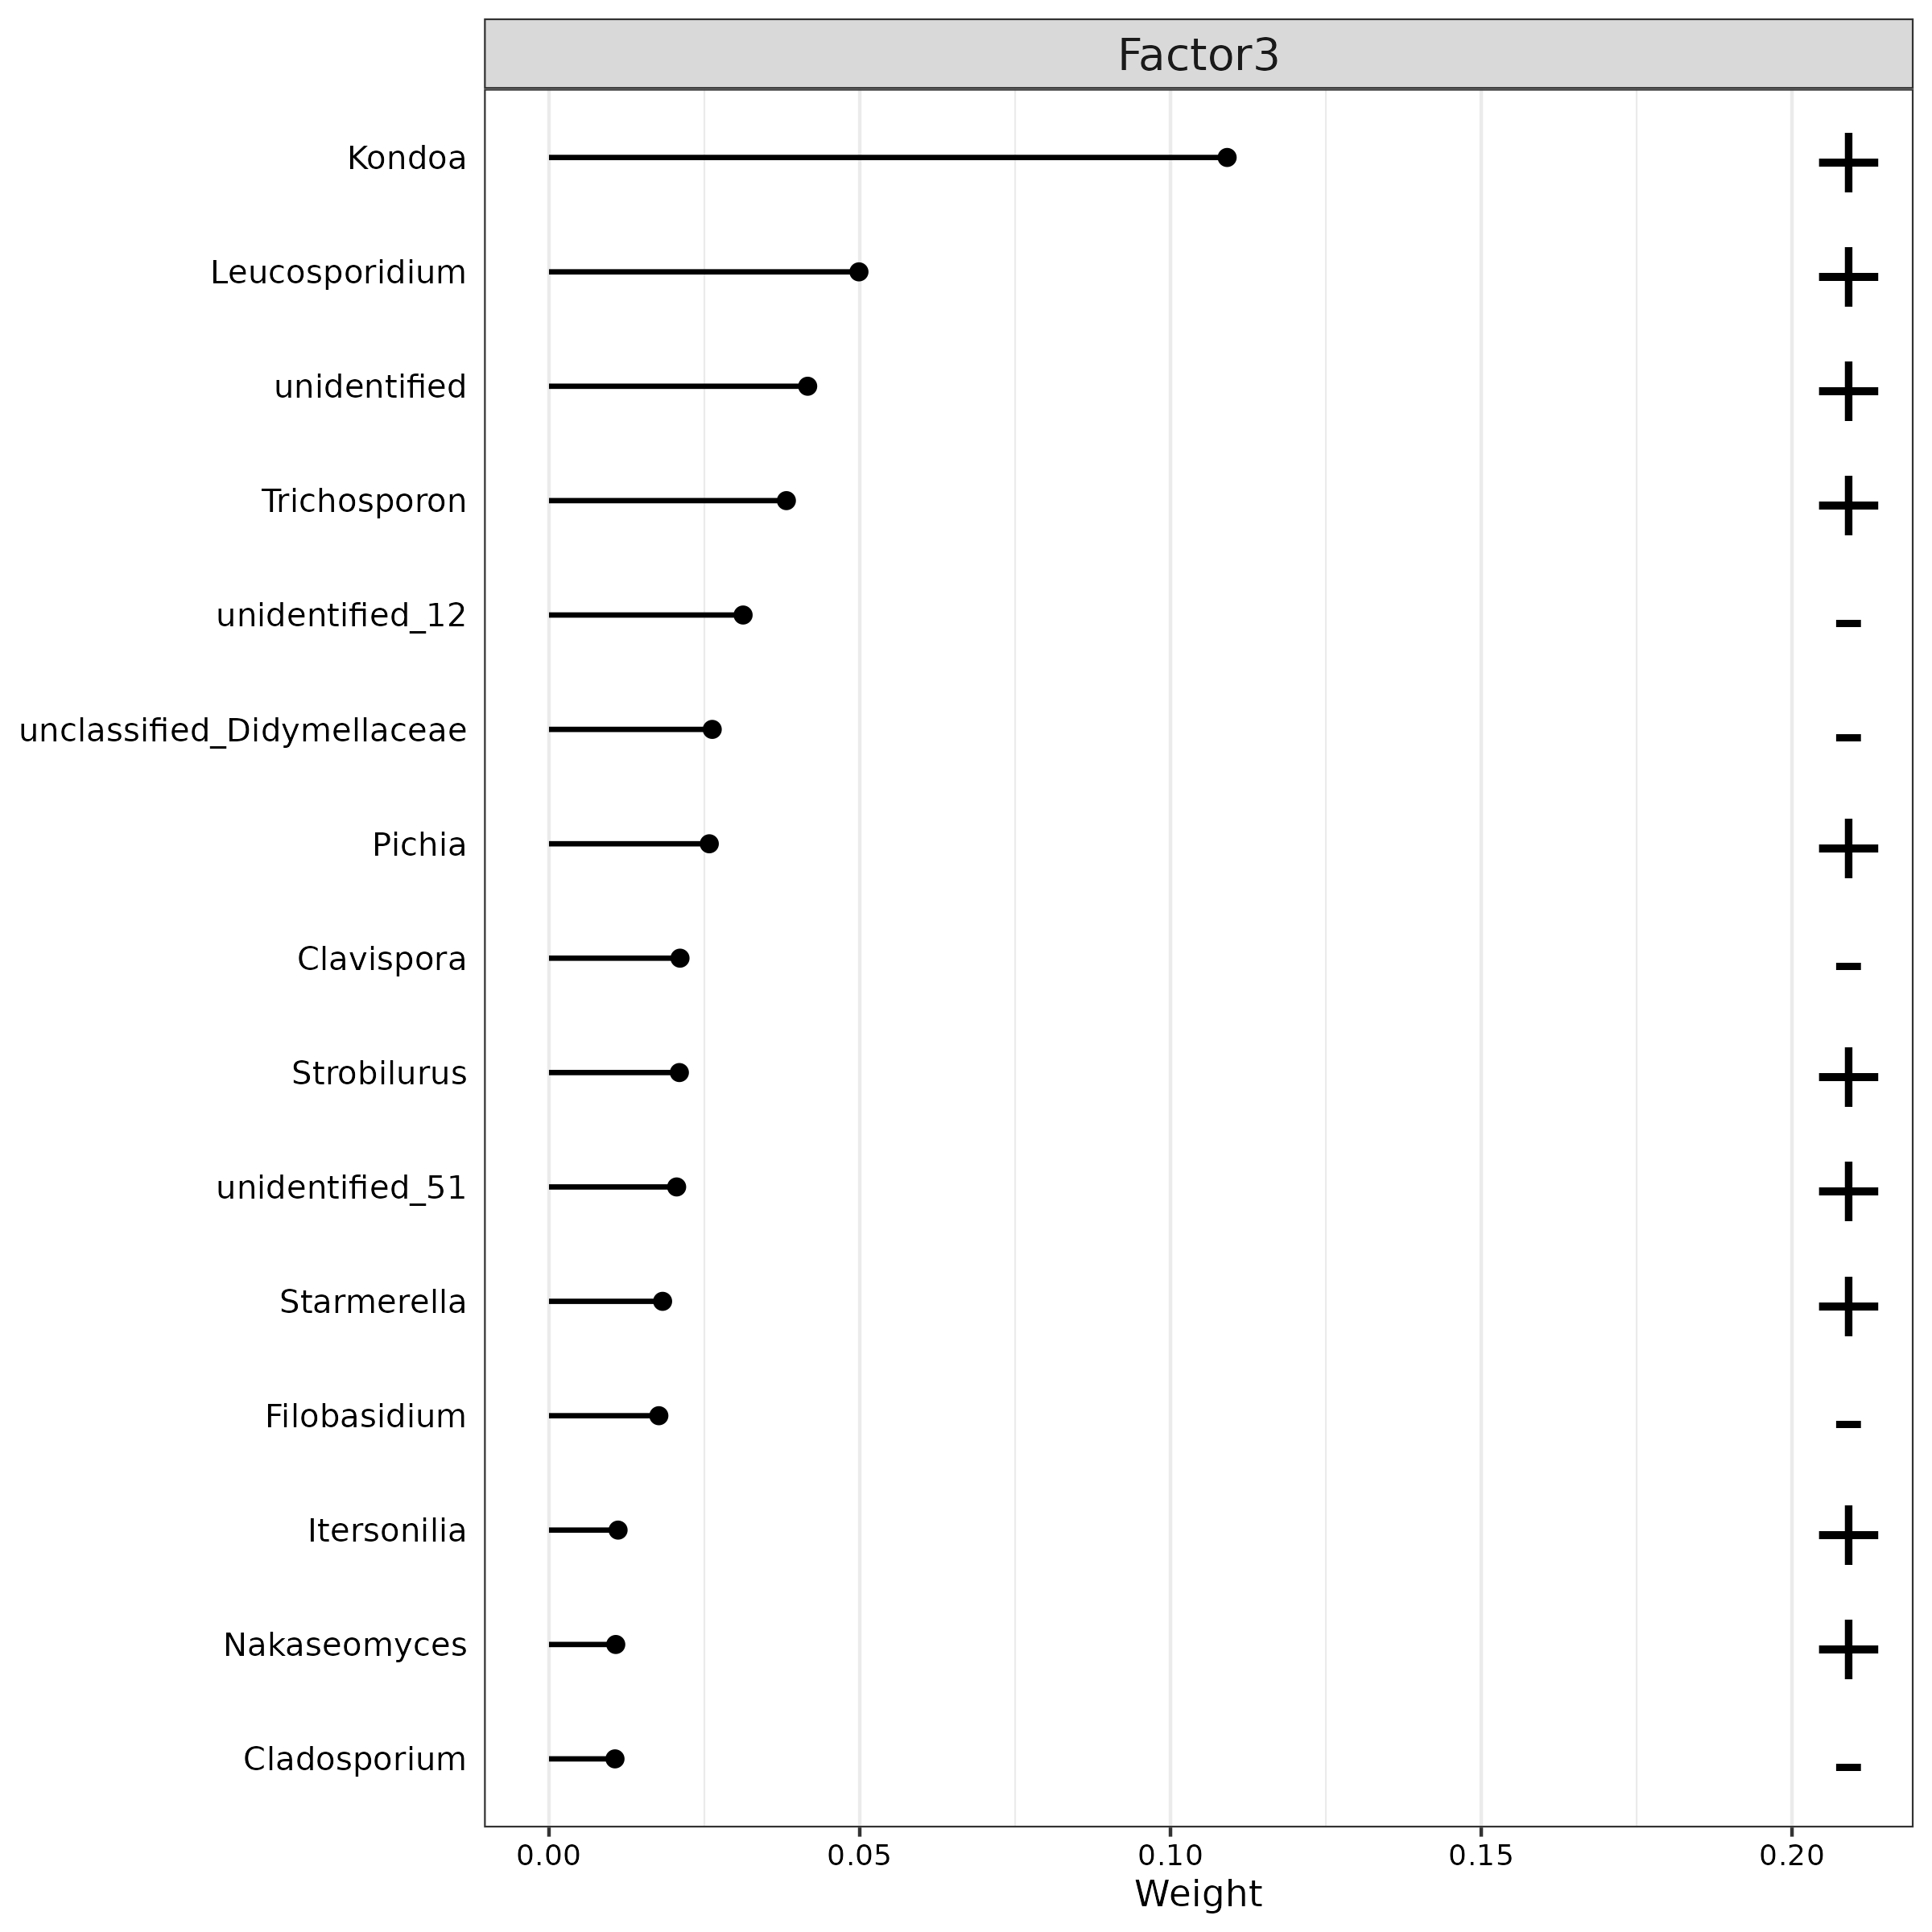 Factor3
Kondoa +
Leucosporidium +
unidentified +
Trichosporon +
unidentified_12 -
unclassified_Didymellaceae -
Pichia +
Clavispora -
Strobilurus +
unidentified_51 +
Starmerella +
Filobasidium -
Itersonilia +
Nakaseomyces +
Cladosporium -
0.00 0.05 0.10 0.15 0.20
Weight